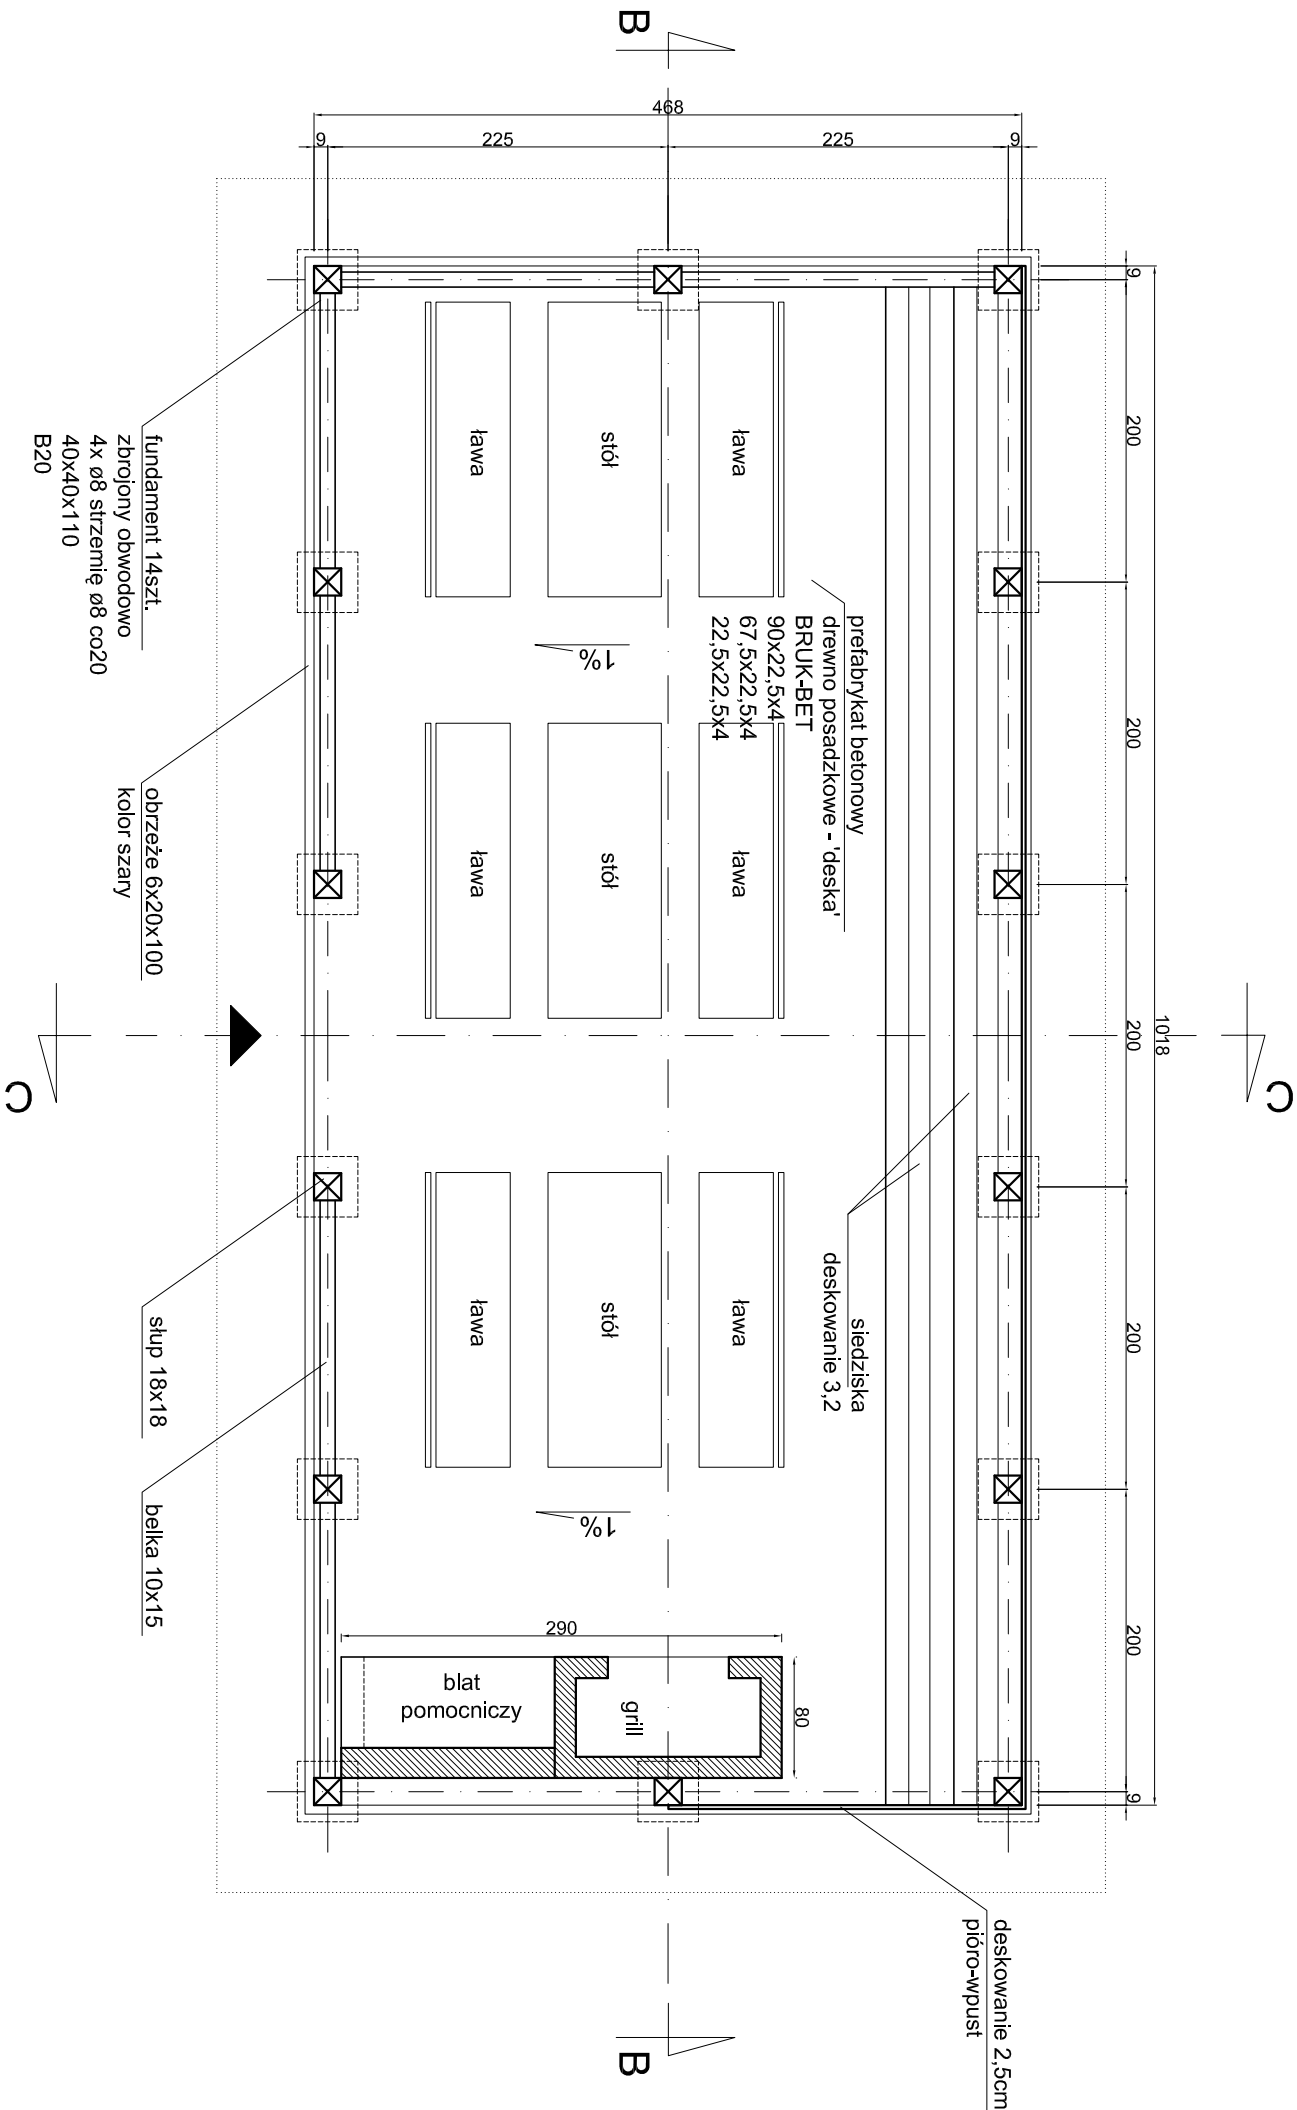 B
468
9
225
225
9
9
200
200
200
200
200
9
1018
fundament 14szt.
zbrojony obwodowo
4x ø8 strzemię ø8 co20
40x40x110
B20
ława
stół
ława
1%
prefabrykat betonowy
drewno posadzkowe - 'deska'
BRUK-BET
90x22,5x4
67,5x22,5x4
22,5x22,5x4
obrzeże 6x20x100
kolor szary
ława
stół
ława
C
C
siedziska
deskowanie 3,2
ława
stół
ława
1%
słup 18x18
belka 10x15
290
80
blat
pomocniczy
grill
deskowanie 2,5cm
pióro-wpust
B